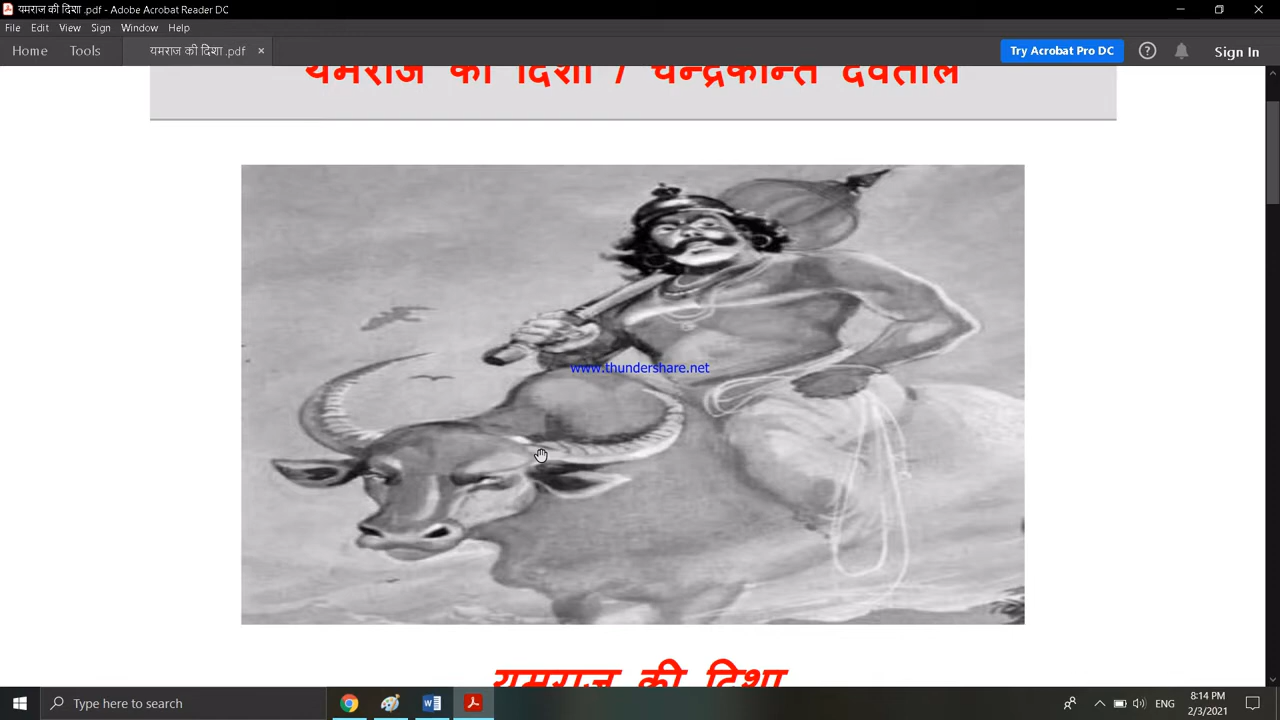 यमराज की दिशा .pdf - Adobe Acrobat Reader DC
File Edit View Sign Window Help
Home Tools यमराज की दिशा .pdf × Try Acrobat Pro DC Sign In
यमराज की दिशा / चन्द्रकान्त देवताले
www.thundershare.net
यमराज की दिशा
Type here to search
ENG
8:14 PM
2/3/2021